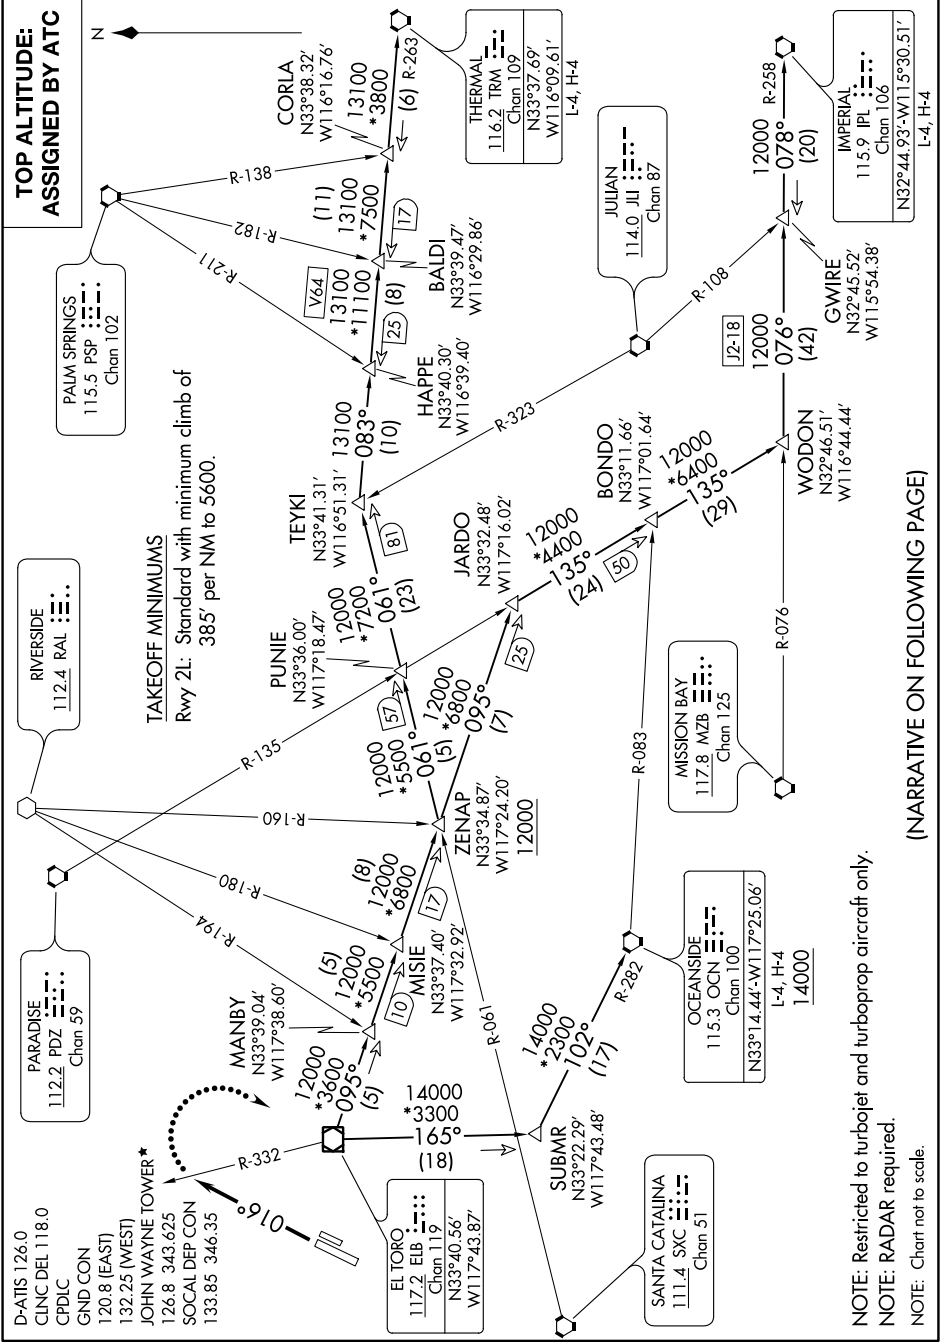 TOP ALTITUDE:
ASSIGNED BY ATC
D-ATIS 126.0
CLNC DEL 118.0
CPDLC
GND CON
120.8 (EAST)
132.25 (WEST)
JOHN WAYNE TOWER★
126.8 343.625
SOCAL DEP CON
133.85 346.35
PARADISE
112.2 PDZ
Chan 59
RIVERSIDE
112.4 RAL
PALM SPRINGS
115.5 PSP
Chan 102
TAKEOFF MINIMUMS
Rwy 2L: Standard with minimum climb of
385' per NM to 5600.
N
016°
R-332
R-194
R-180
R-160
R-135
R-211
R-182
R-138
EL TORO
117.2 ELB
Chan 119
N33°40.56'
W117°43.87'
12000
*3600
095°
(5)
MANBY
N33°39.04'
W117°38.60'
(5)
12000
*5500
10
MISIE
N33°37.40'
W117°32.92'
(8)
12000
*6800
17
ZENAP
N33°34.87'
W117°24.20'
12000
12000
*5500
061°
(5)
57
PUNIE
N33°36.00'
W117°18.47'
12000
*7200
061°
(23)
81
TEYKI
N33°41.31'
W116°51.31'
13100
083°
(10)
HAPPE
N33°40.30'
W116°39.40'
V64
13100
*11100
(8)
25
BALDI
N33°39.47'
W116°29.86'
(11)
13100
*7500
17
CORLA
N33°38.32'
W116°16.76'
13100
*3800
(6)
R-263
THERMAL
116.2 TRM
Chan 109
N33°37.69'
W116°09.61'
L-4, H-4
12000
*6800
095°
(7)
25
JARDO
N33°32.48'
W117°16.02'
12000
*4400
135°
(24)
50
BONDO
N33°11.66'
W117°01.64'
12000
*6400
135°
(29)
WODON
N32°46.51'
W116°44.44'
J2-18
12000
076°
(42)
GWIRE
N32°45.52'
W115°54.38'
12000
078°
(20)
R-258
IMPERIAL
115.9 IPL
Chan 106
N32°44.93'-W115°30.51'
L-4, H-4
JULIAN
114.0 JLI
Chan 87
R-323
R-108
14000
*3300
165°
(18)
SUBMR
N33°22.29'
W117°43.48'
14000
*2300
102°
(17)
R-282
OCEANSIDE
115.3 OCN
Chan 100
N33°14.44'-W117°25.06'
L-4, H-4
14000
R-061
R-083
R-076
SANTA CATALINA
111.4 SXC
Chan 51
MISSION BAY
117.8 MZB
Chan 125
NOTE: Restricted to turbojet and turboprop aircraft only.
NOTE: RADAR required.
NOTE: Chart not to scale.
(NARRATIVE ON FOLLOWING PAGE)